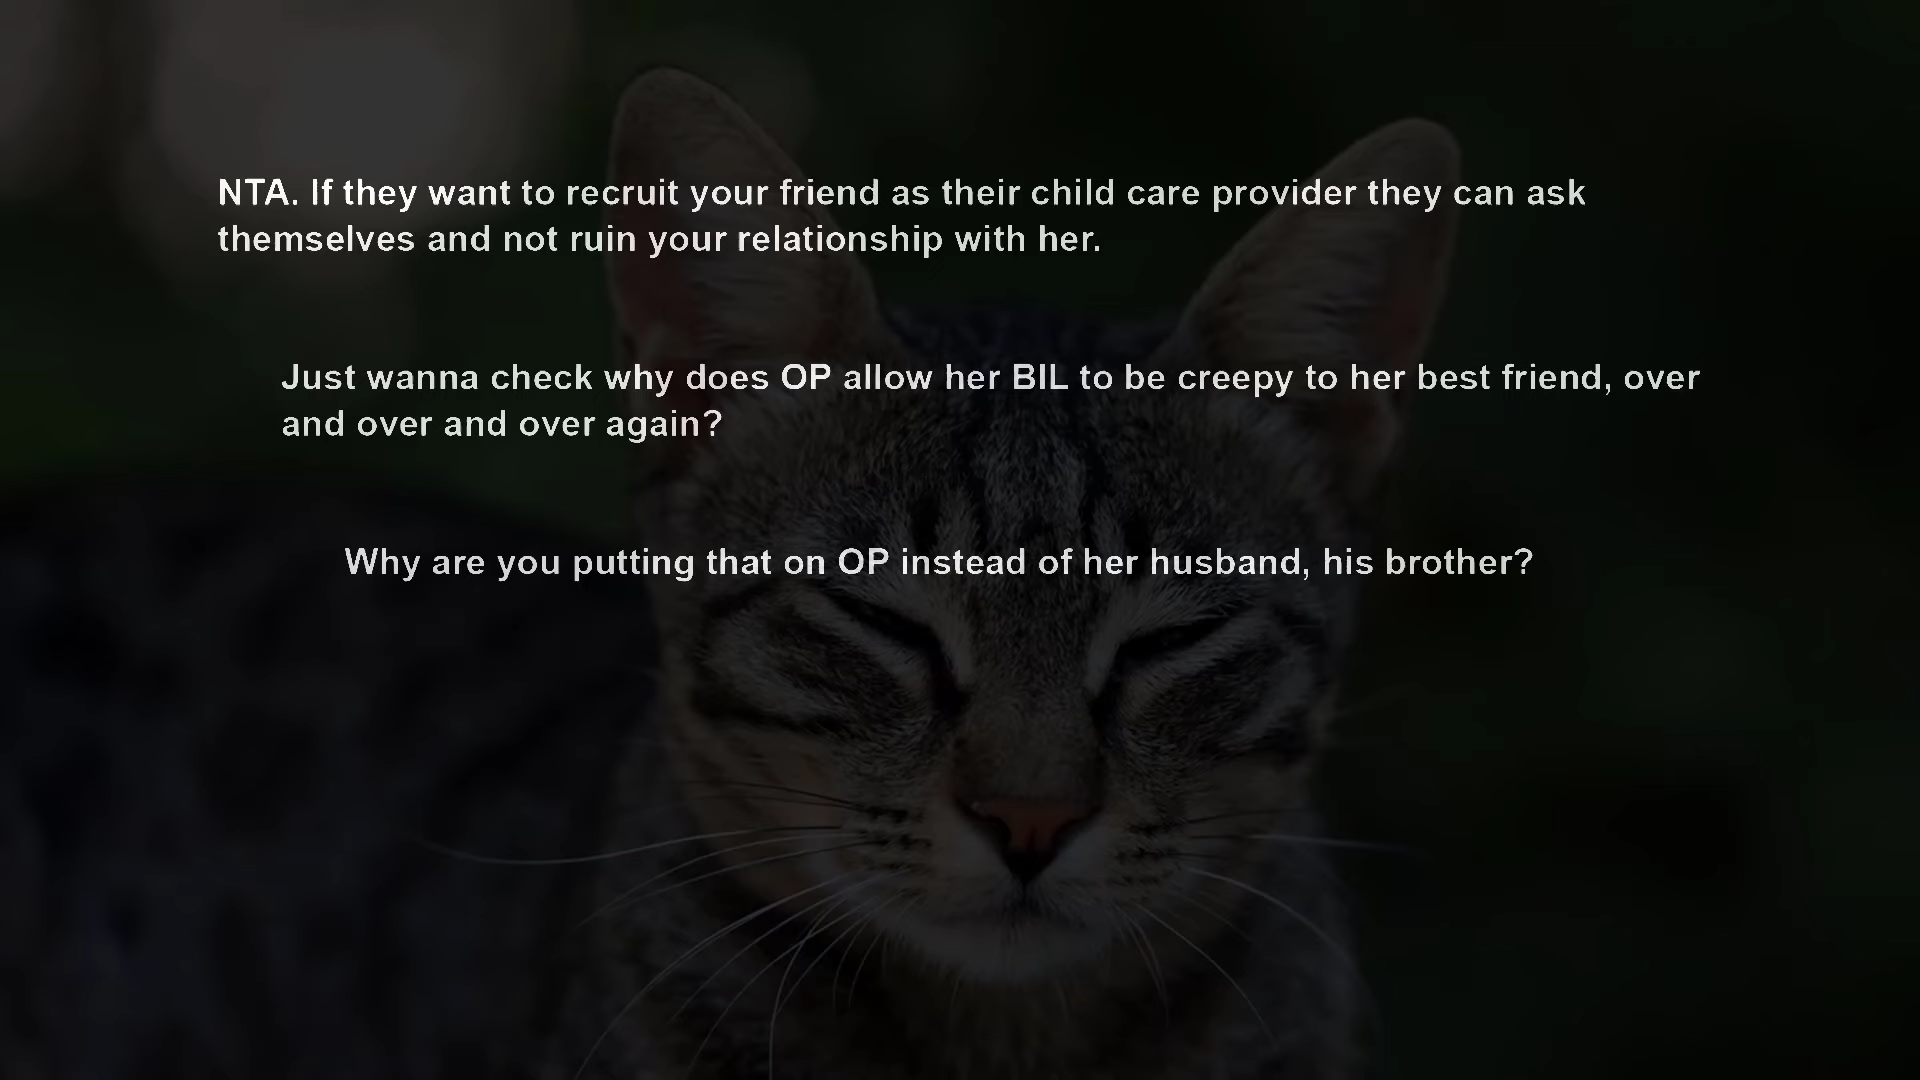 NTA. If they want to recruit your friend as their child care provider they can ask
themselves and not ruin your relationship with her.
Just wanna check why does OP allow her BIL to be creepy to her best friend, over
and over and over again?
Why are you putting that on OP instead of her husband, his brother?